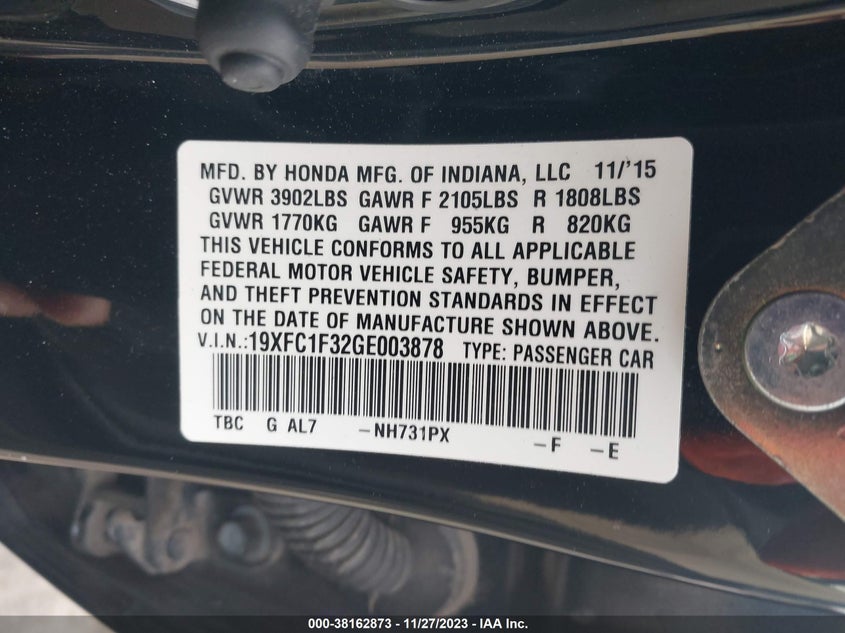 MFD. BY HONDA MFG. OF INDIANA, LLC 11/'15
GVWR 3902LBS GAWR F 2105LBS R 1808LBS
GVWR 1770KG GAWR F 955KG R 820KG
THIS VEHICLE CONFORMS TO ALL APPLICABLE
FEDERAL MOTOR VEHICLE SAFETY, BUMPER,
AND THEFT PREVENTION STANDARDS IN EFFECT
ON THE DATE OF MANUFACTURE SHOWN ABOVE.
V.I.N.:19XFC1F32GE003878 TYPE: PASSENGER CAR
TBC G AL7 -NH731PX -F -E
000-38162873 - 11/27/2023 - IAA Inc.